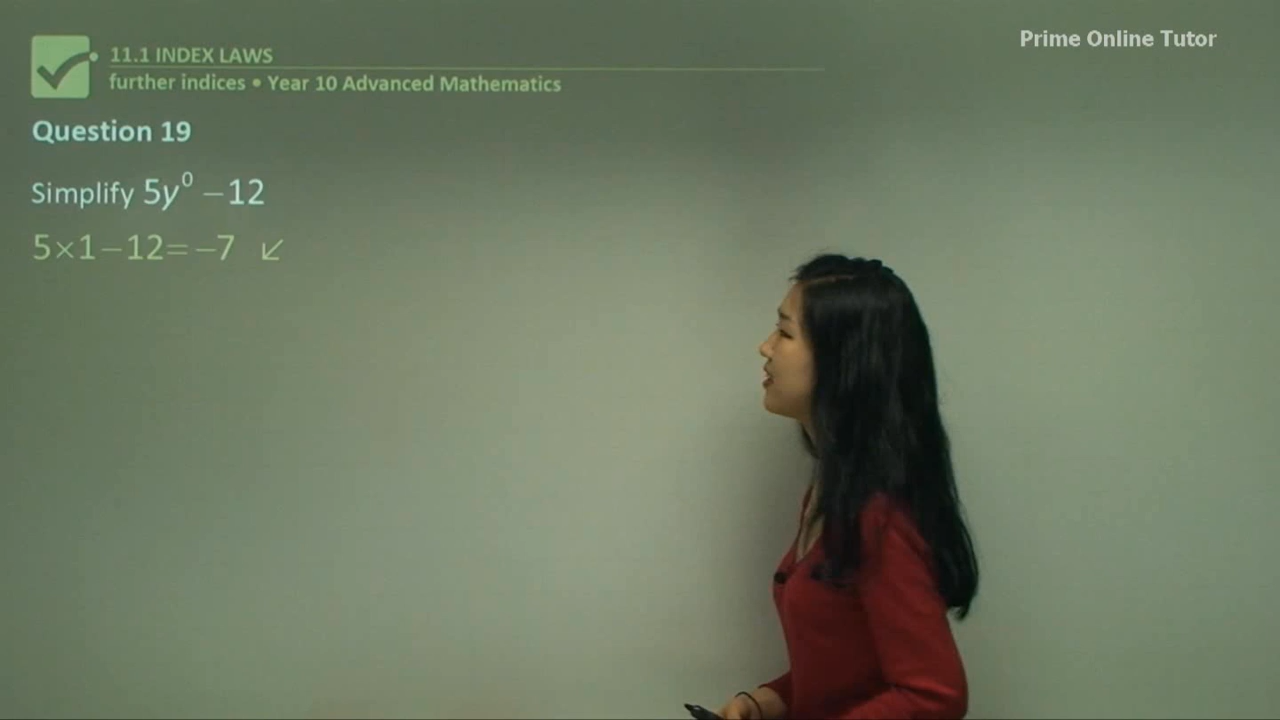 Prime Online Tutor
11.1 INDEX LAWS
further indices • Year 10 Advanced Mathematics
Question 19
Simplify 5y⁰ −12
5×1−12=−7 ↙